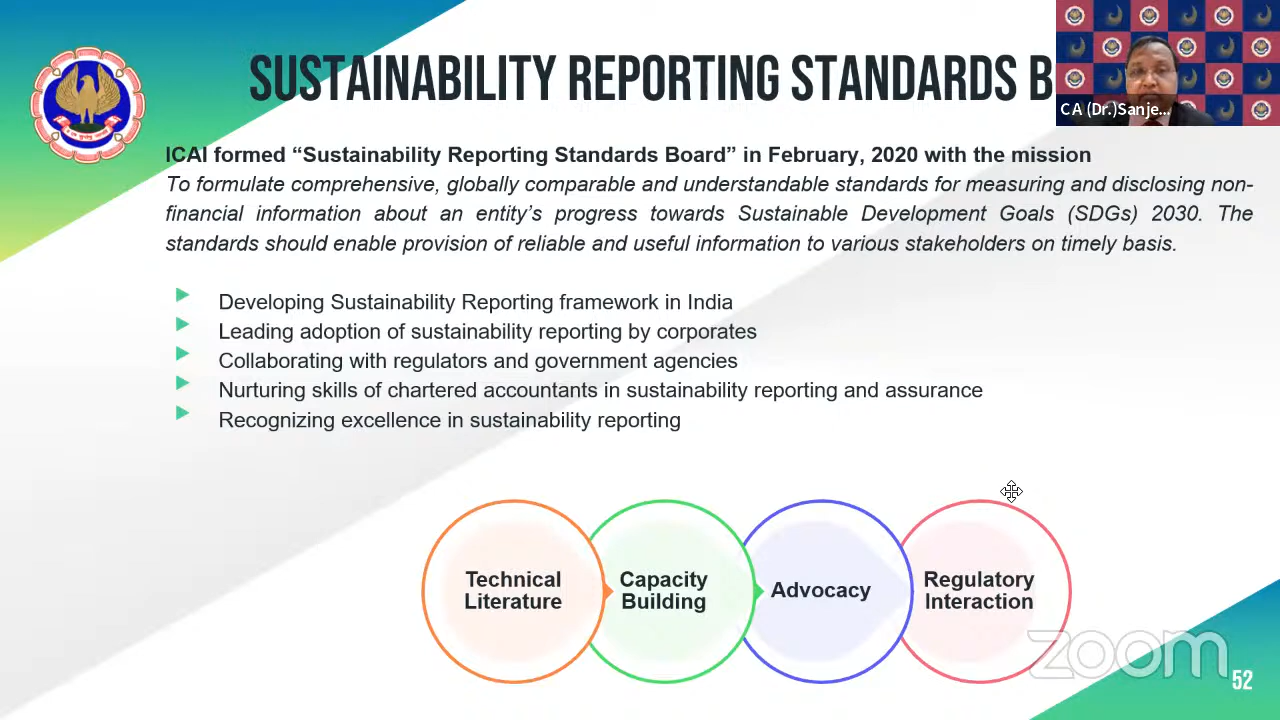 SUSTAINABILITY REPORTING STANDARDS B
CA (Dr.)Sanje...
ICAI formed “Sustainability Reporting Standards Board” in February, 2020 with the mission
To formulate comprehensive, globally comparable and understandable standards for measuring and disclosing non-
financial information about an entity’s progress towards Sustainable Development Goals (SDGs) 2030. The
standards should enable provision of reliable and useful information to various stakeholders on timely basis.
Developing Sustainability Reporting framework in India
Leading adoption of sustainability reporting by corporates
Collaborating with regulators and government agencies
Nurturing skills of chartered accountants in sustainability reporting and assurance
Recognizing excellence in sustainability reporting
Technical
Literature
Capacity
Building
Advocacy
Regulatory
Interaction
zoom
52